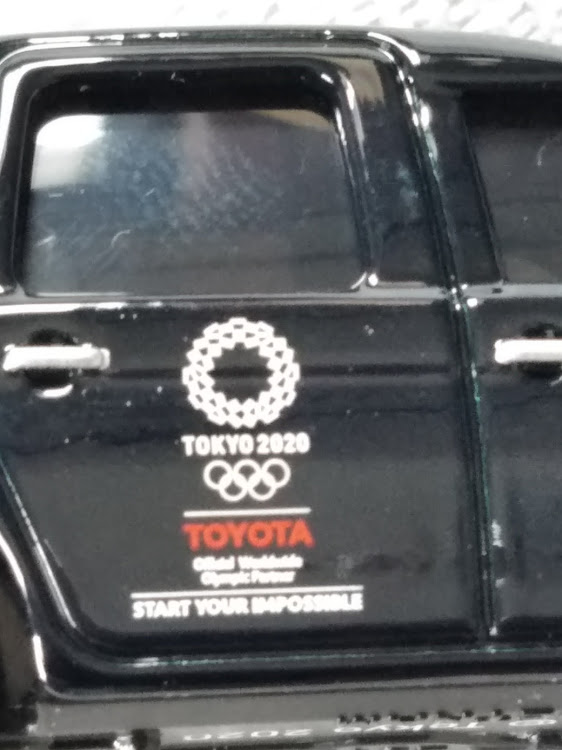 TOKYO 2020
TOYOTA
Official Worldwide
Olympic Partner
START YOUR IMPOSSIBLE